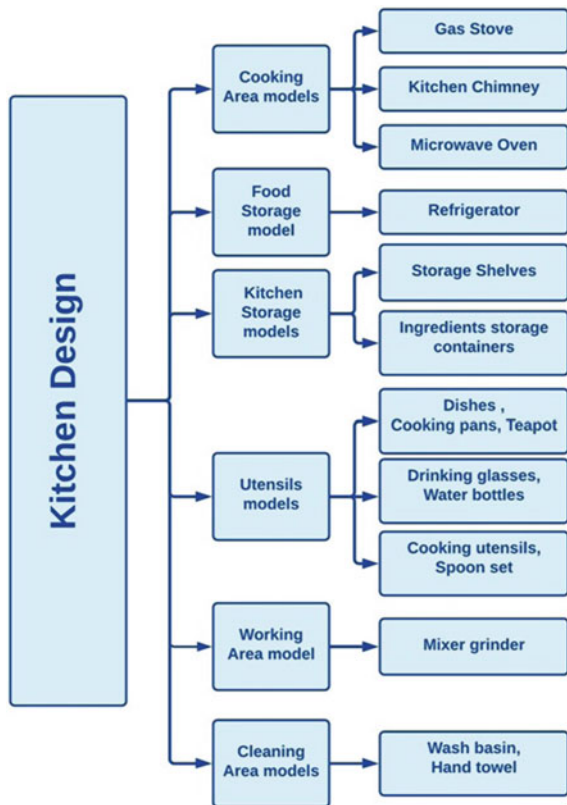 Kitchen Design
Cooking
Area models
Gas Stove
Kitchen Chimney
Microwave Oven
Food
Storage
model
Refrigerator
Kitchen
Storage
models
Storage Shelves
Ingredients storage
containers
Utensils
models
Dishes ,
Cooking pans, Teapot
Drinking glasses,
Water bottles
Cooking utensils,
Spoon set
Working
Area model
Mixer grinder
Cleaning
Area models
Wash basin,
Hand towel